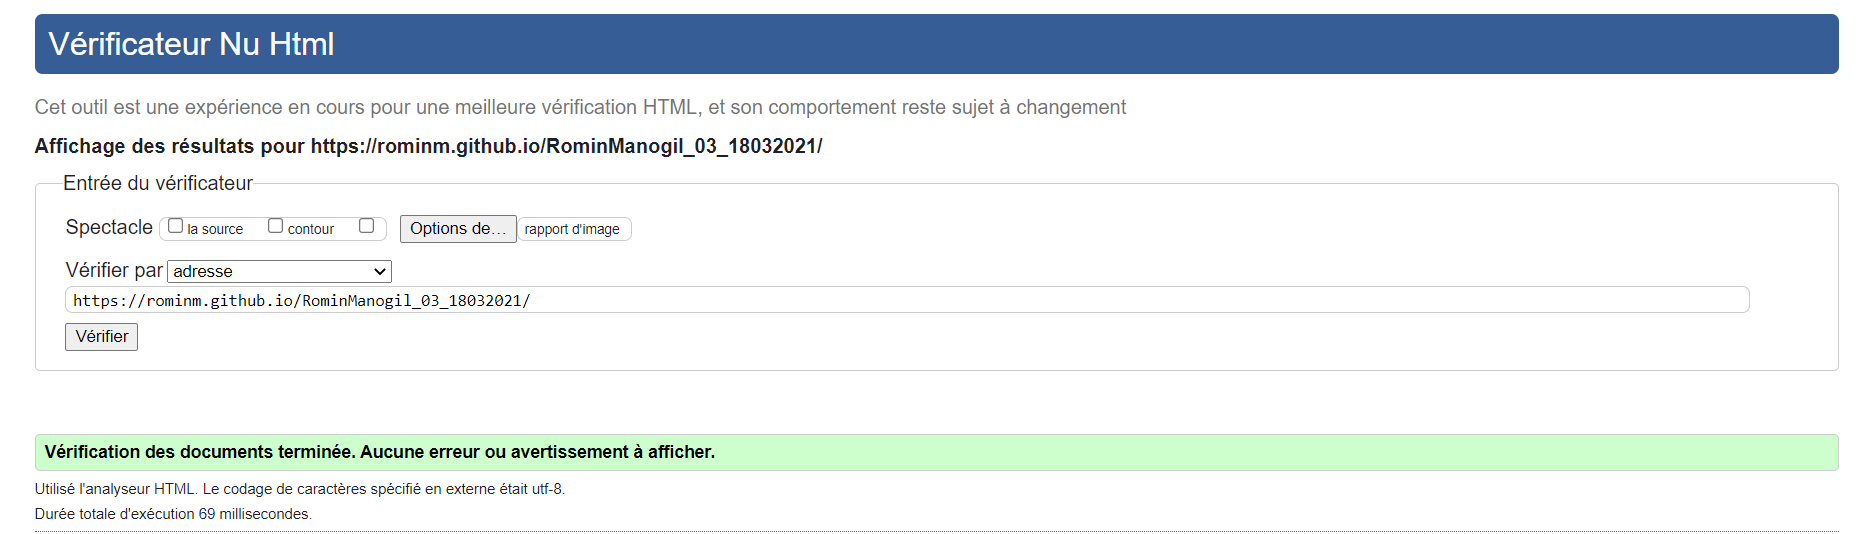 Vérificateur Nu Html
Cet outil est une expérience en cours pour une meilleure vérification HTML, et son comportement reste sujet à changement
Affichage des résultats pour https://rominm.github.io/RominManogil_03_18032021/
Entrée du vérificateur
Spectacle la source contour Options de... rapport d'image
Vérifier par adresse
https://rominm.github.io/RominManogil_03_18032021/
Vérifier
Vérification des documents terminée. Aucune erreur ou avertissement à afficher.
Utilisé l'analyseur HTML. Le codage de caractères spécifié en externe était utf-8.
Durée totale d'exécution 69 millisecondes.